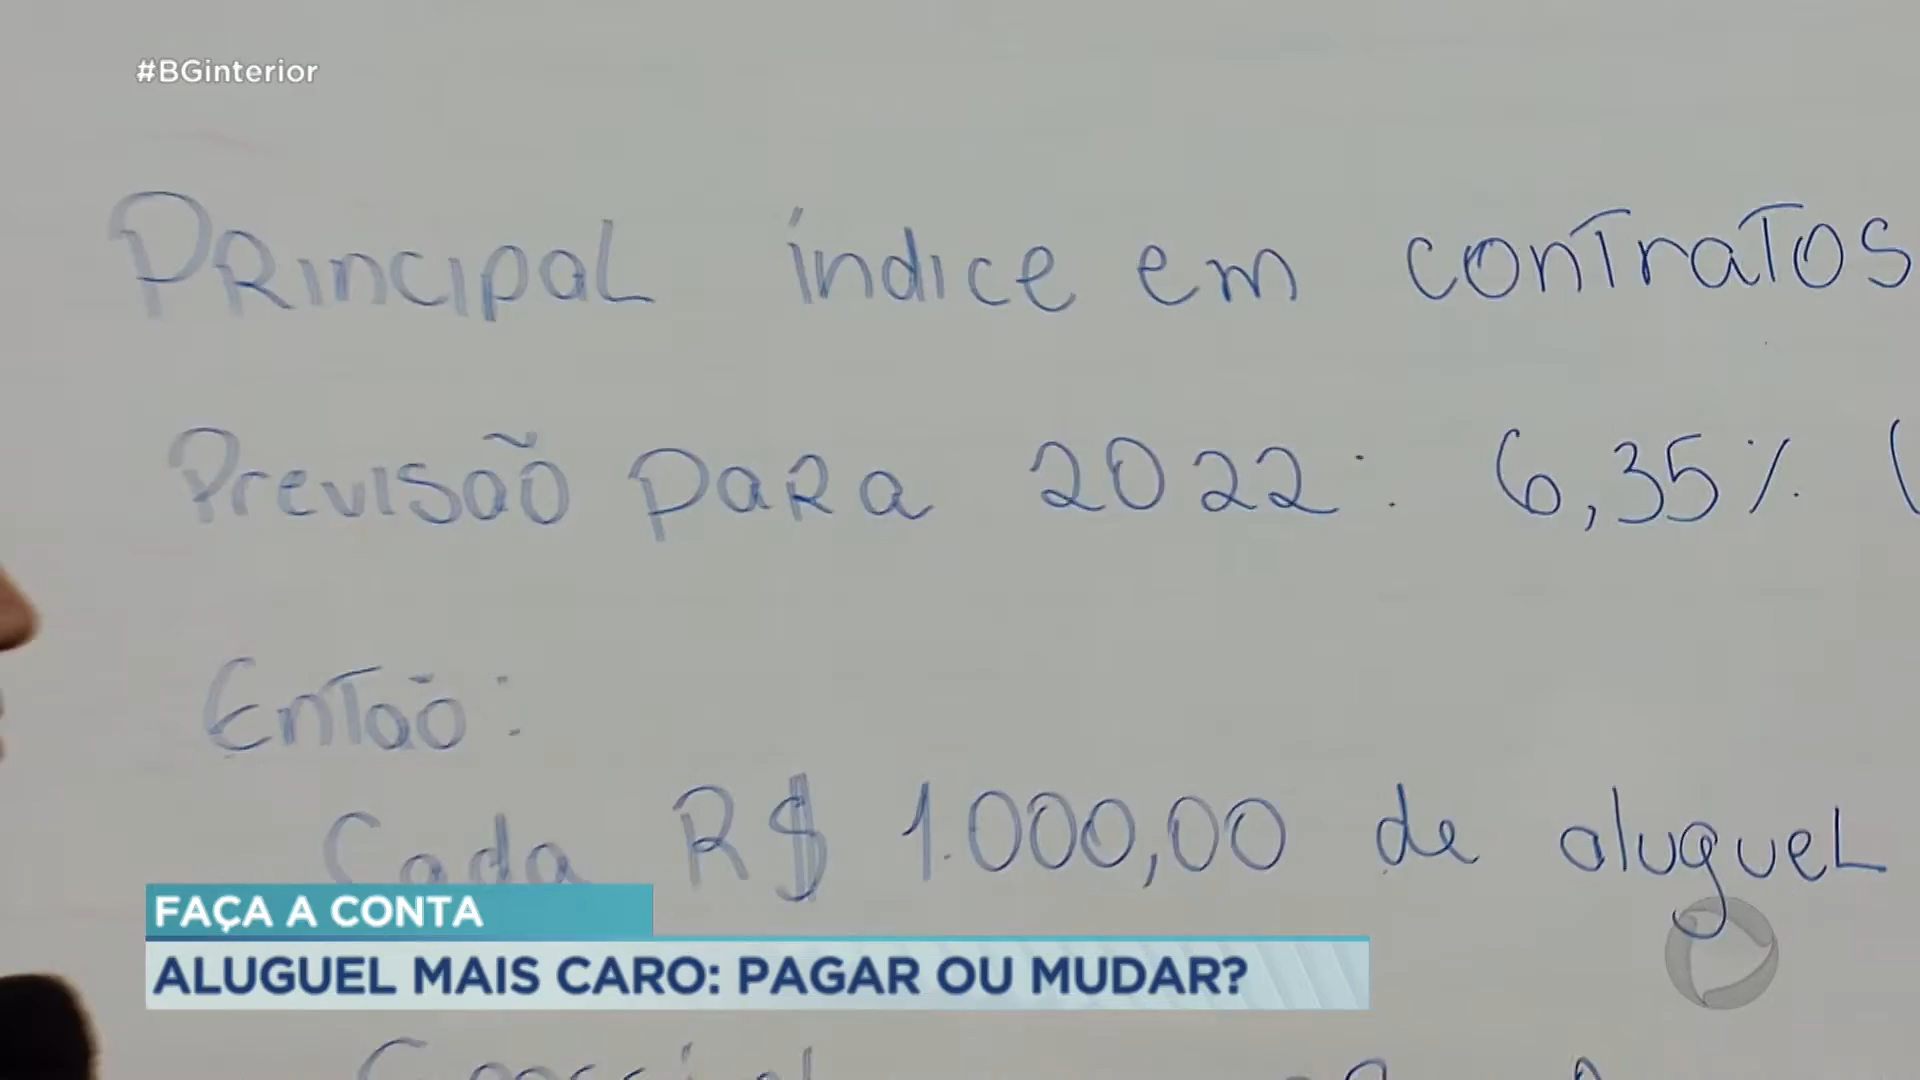 #BGinterior
Principal índice em contratos
Previsão para 2022: 6,35% (
Então:
Cada R$ 1.000,00 de aluguel
FAÇA A CONTA
ALUGUEL MAIS CARO: PAGAR OU MUDAR?